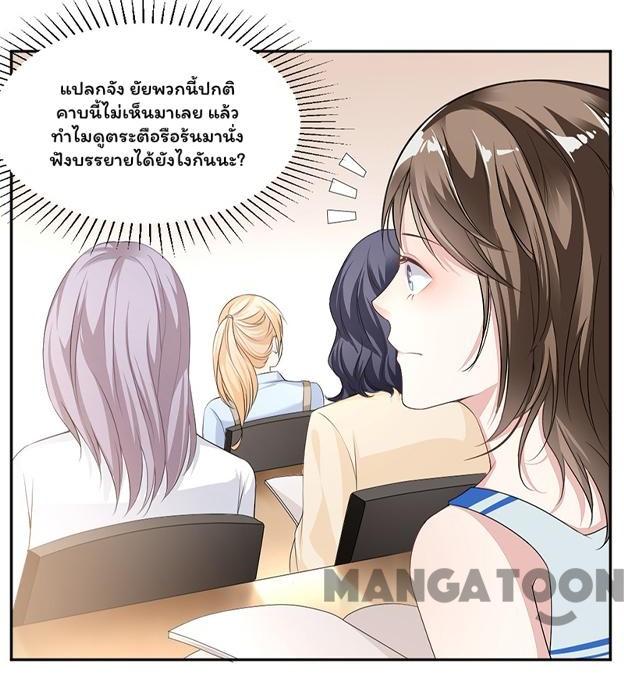 แปลกจัง ยัยพวกนี้ปกติ
คาบนี้ไม่เห็นมาเลย แล้ว
ทำไมดูตระตือรือร้นมานั่ง
ฟังบรรยายได้ยังไงกันนะ?
MANGATOON